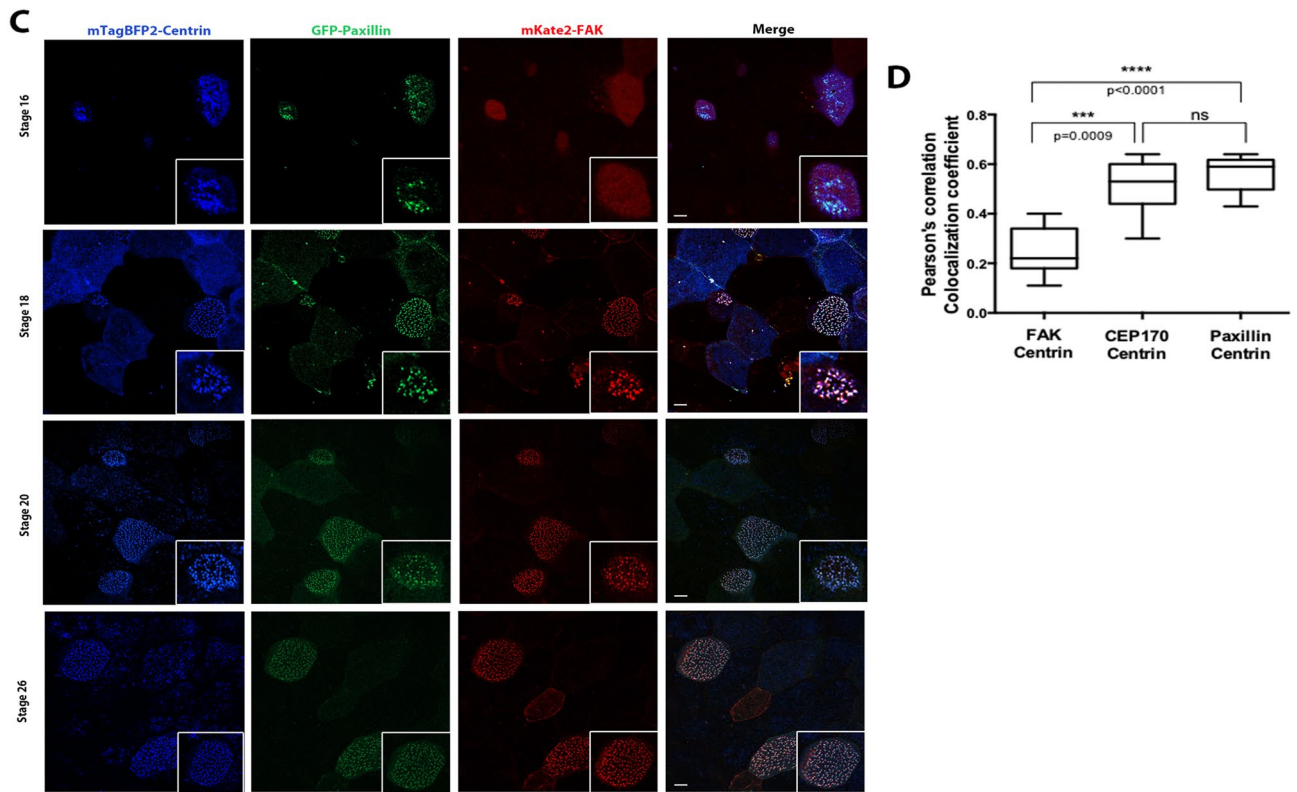 C
mTagBFP2-Centrin
GFP-Paxillin
mKate2-FAK
Merge
Stage 16
Stage 18
Stage 20
Stage 26
D
****
p<0.0001
***
p=0.0009
ns
Pearson's correlation
Colocalization coefficient
0.8
0.6
0.4
0.2
0.0
FAK
Centrin
CEP170
Centrin
Paxillin
Centrin